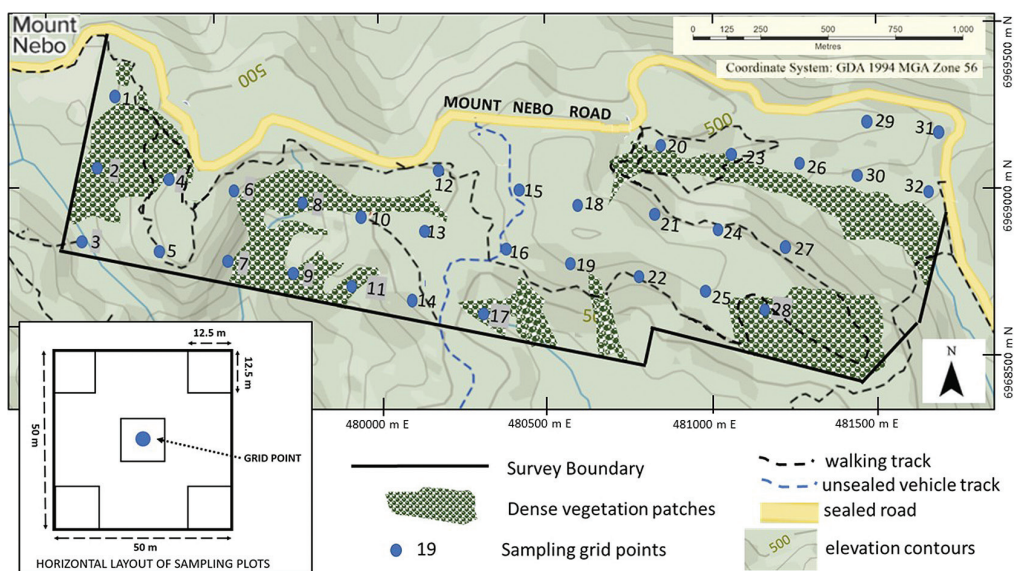 Mount
Nebo
500
MOUNT NEBO ROAD
500
0 125 250 500 750 1,000
Metres
Coordinate System: GDA 1994 MGA Zone 56
6969500 m N
6969000 m N
6968500 m N
1
2
3
4
5
6
7
8
9
10
11
12
13
14
15
16
17
18
19
20
21
22
23
24
25
26
27
28
29
30
31
32
N
480000 m E
480500 m E
481000 m E
481500 m E
12.5 m
12.5 m
50 m
GRID POINT
50 m
HORIZONTAL LAYOUT OF SAMPLING PLOTS
Survey Boundary
Dense vegetation patches
19 Sampling grid points
walking track
unsealed vehicle track
sealed road
500 elevation contours